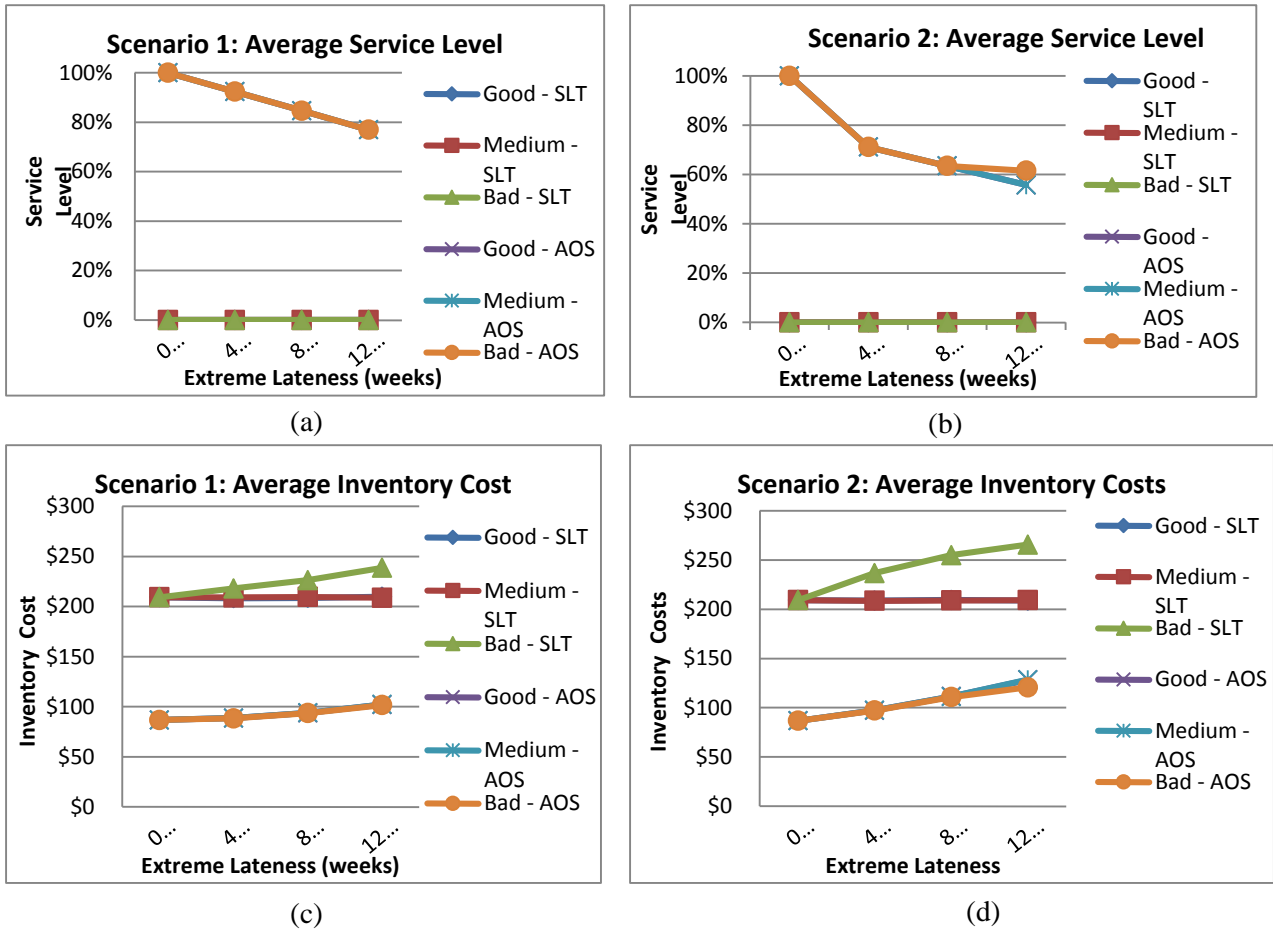 Scenario 1: Average Service Level
100%
80%
60%
40%
20%
0%
Service
Level
0...
4...
8...
12...
Extreme Lateness (weeks)
Good - SLT
Medium -
SLT
Bad - SLT
Good - AOS
Medium -
AOS
Bad - AOS
(a)
Scenario 2: Average Service Level
100%
80%
60%
40%
20%
0%
Service
Level
0...
4...
8...
12...
Extreme Lateness (weeks)
Good -
SLT
Medium -
SLT
Bad - SLT
Good -
AOS
Medium -
AOS
Bad - AOS
(b)
Scenario 1: Average Inventory Cost
$300
$250
$200
$150
$100
$50
$0
Inventory Cost
0...
4...
8...
12...
Extreme Lateness (weeks)
Good - SLT
Medium -
SLT
Bad - SLT
Good - AOS
Medium -
AOS
Bad - AOS
(c)
Scenario 2: Average Inventory Costs
$300
$250
$200
$150
$100
$50
$0
Inventory Costs
0...
4...
8...
12...
Extreme Lateness
Good - SLT
Medium -
SLT
Bad - SLT
Good - AOS
Medium -
AOS
Bad - AOS
(d)